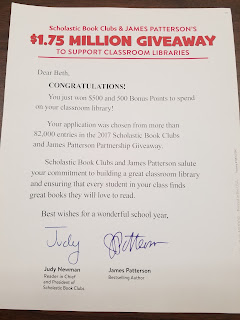 Scholastic Book Clubs & JAMES PATTERSON'S
$1.75 MILLION GIVEAWAY
TO SUPPORT CLASSROOM LIBRARIES
Dear Beth,
CONGRATULATIONS!
You just won $500 and 500 Bonus Points to spend
on your classroom library!
Your application was chosen from more than
82,000 entries in the 2017 Scholastic Book Clubs
and James Patterson Partnership Giveaway.
Scholastic Book Clubs and James Patterson salute
your commitment to building a great classroom library
and ensuring that every student in your class finds
great books they will love to read.
Best wishes for a wonderful school year,
Judy JPatterson
Judy Newman James Patterson
Reader in Chief Bestselling Author
and President of
Scholastic Book Clubs